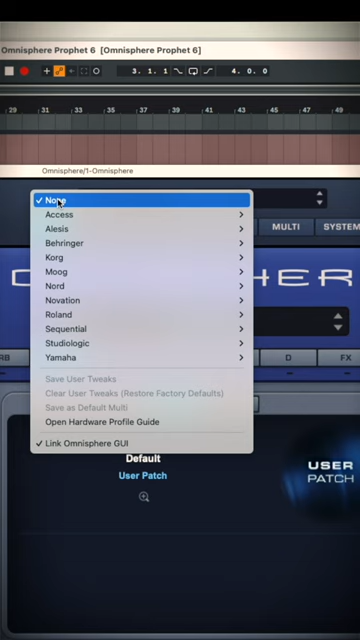 Omnisphere Prophet 6 [Omnisphere Prophet 6]
3. 1. 1
4. 0. 0
29 31 33 35 37 39 41 43 45 47 49
Omnisphere/1-Omnisphere
None
Access
Alesis
Behringer
Korg
Moog
Nord
Novation
Roland
Sequential
Studiologic
Yamaha
MULTI
SYSTEM
HER
D
FX
Save User Tweaks
Clear User Tweaks (Restore Factory Defaults)
Save as Default Multi
Open Hardware Profile Guide
Link Omnisphere GUI
Default
User Patch
USER
PATCH